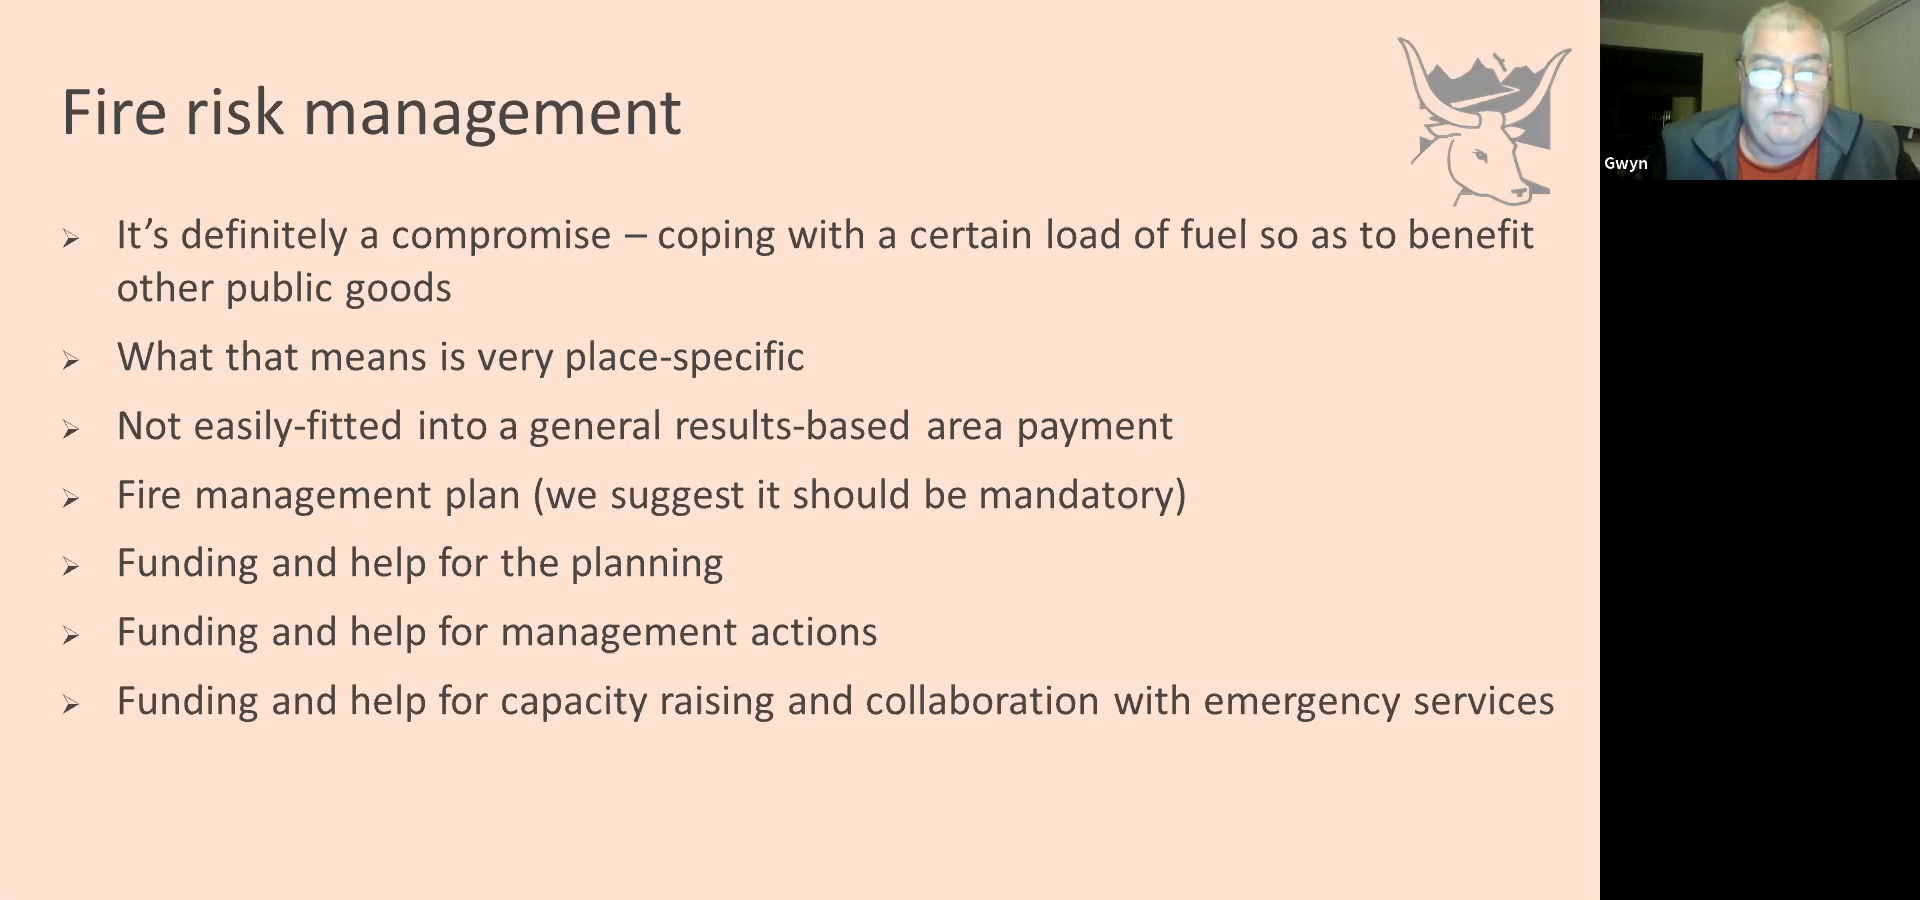 Fire risk management
Gwyn
➢ It’s definitely a compromise – coping with a certain load of fuel so as to benefit
other public goods
➢ What that means is very place-specific
➢ Not easily-fitted into a general results-based area payment
➢ Fire management plan (we suggest it should be mandatory)
➢ Funding and help for the planning
➢ Funding and help for management actions
➢ Funding and help for capacity raising and collaboration with emergency services